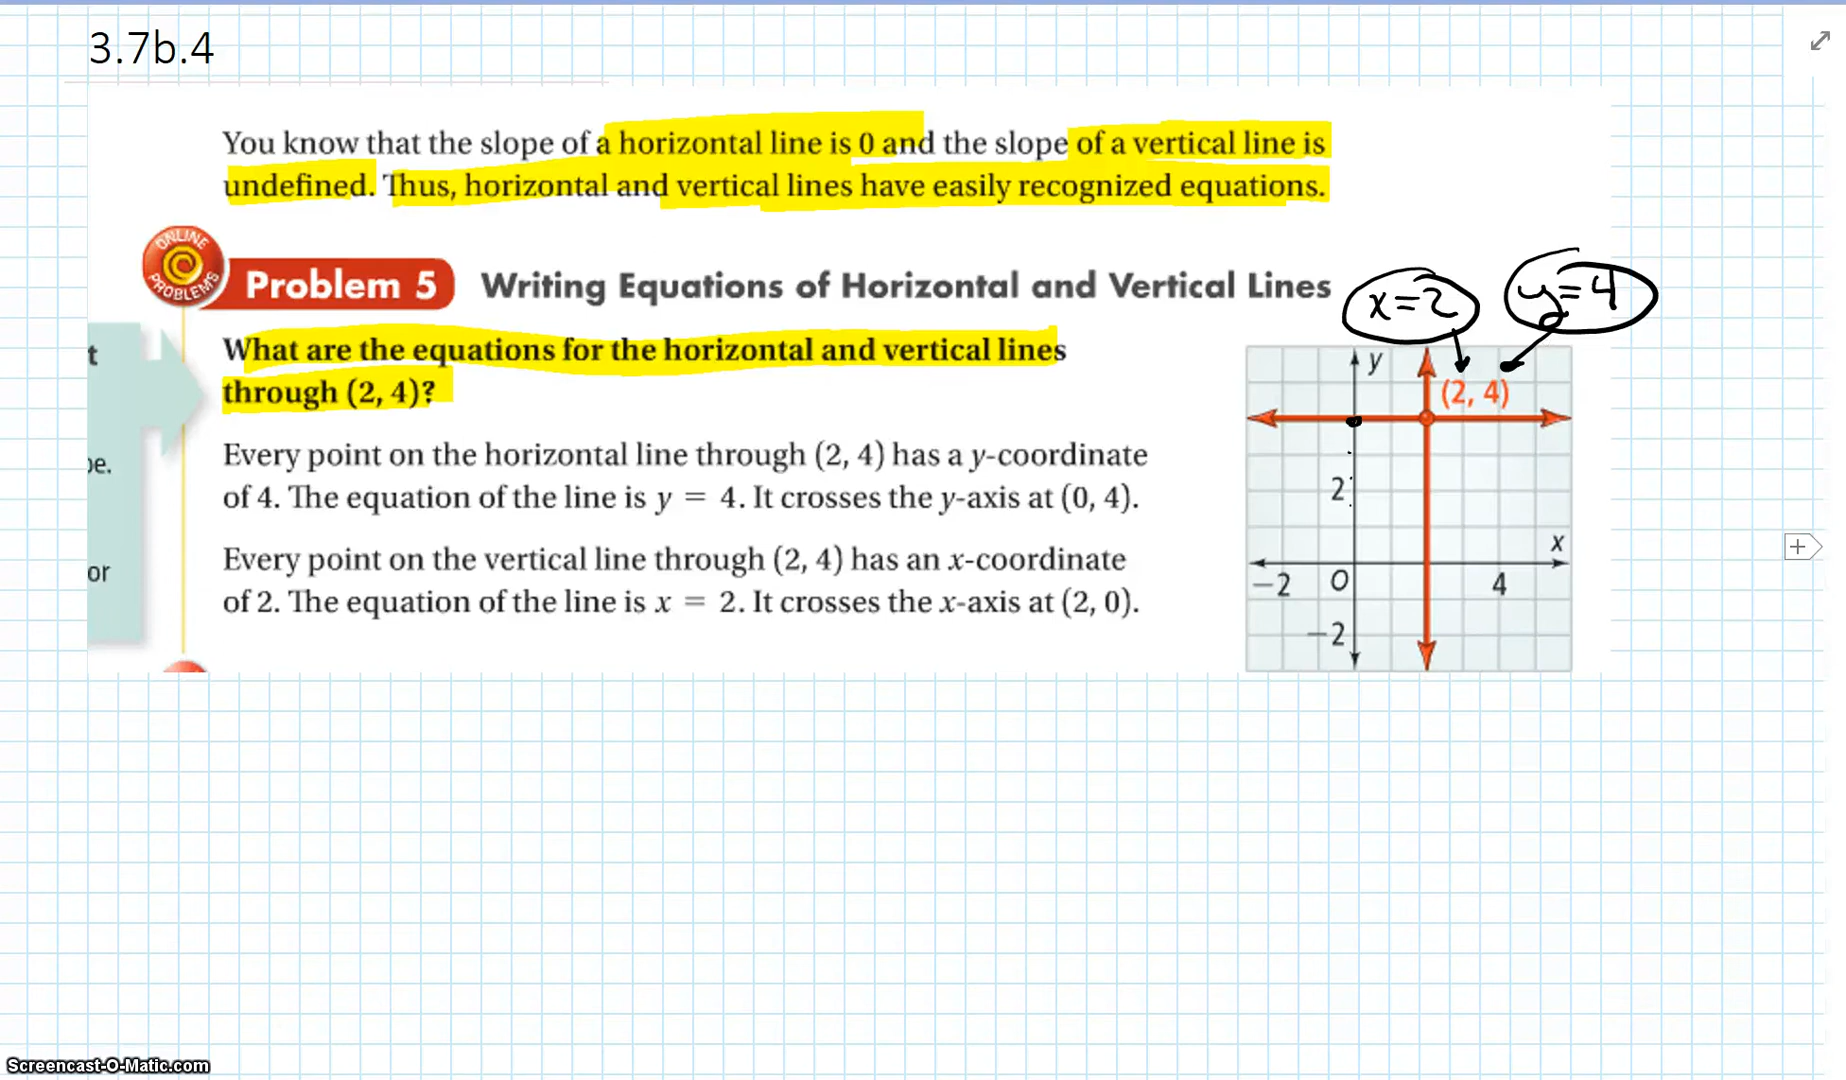 3.7b.4
You know that the slope of a horizontal line is 0 and the slope of a vertical line is
undefined. Thus, horizontal and vertical lines have easily recognized equations.
ONLINE
PROBLEMS
Problem 5 Writing Equations of Horizontal and Vertical Lines
x=2 y=4
t
What are the equations for the horizontal and vertical lines
through (2, 4)?
y
(2, 4)
Every point on the horizontal line through (2, 4) has a y-coordinate
of 4. The equation of the line is y = 4. It crosses the y-axis at (0, 4).
2
Every point on the vertical line through (2, 4) has an x-coordinate
of 2. The equation of the line is x = 2. It crosses the x-axis at (2, 0).
x
−2 O 4
−2
or
Screencast-O-Matic.com